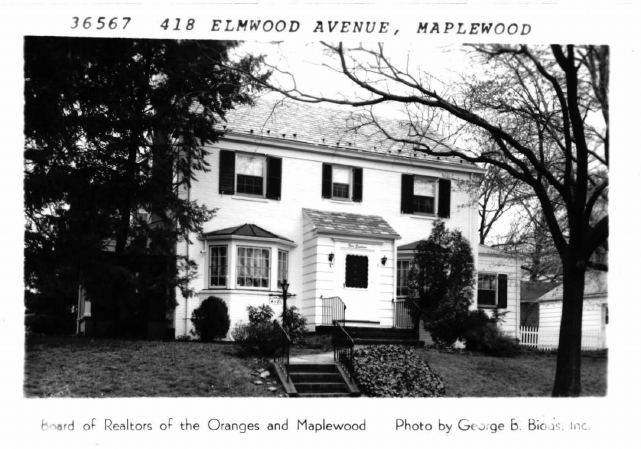 36567 418 ELMWOOD AVENUE, MAPLEWOOD
Board of Realtors of the Oranges and Maplewood Photo by George B. Inc.